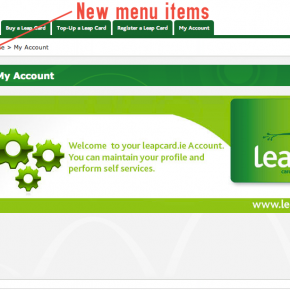 New menu items
Buy a Leap Card Top-Up a Leap Card Register a Leap Card My Account
> My Account
My Account
Welcome to your leapcard.ie Account.
You can maintain your profile and
perform self services.
lea
www.le